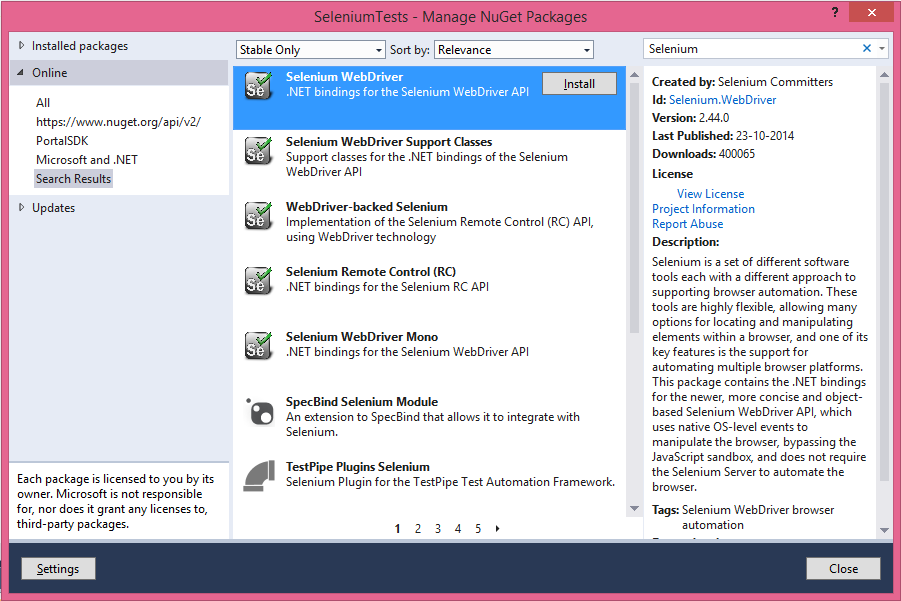 SeleniumTests - Manage NuGet Packages
?
Installed packages
Online
All
https://www.nuget.org/api/v2/
PortalSDK
Microsoft and .NET
Search Results
Updates
Each package is licensed to you by its
owner. Microsoft is not responsible
for, nor does it grant any licenses to,
third-party packages.
Stable Only
Sort by:
Relevance
Se
Selenium WebDriver
.NET bindings for the Selenium WebDriver API
Install
Se
Selenium WebDriver Support Classes
Support classes for the .NET bindings of the Selenium
WebDriver API
Se
WebDriver-backed Selenium
Implementation of the Selenium Remote Control (RC) API,
using WebDriver technology
Se
Selenium Remote Control (RC)
.NET bindings for the Selenium RC API
Se
Selenium WebDriver Mono
.NET bindings for the Selenium WebDriver API
SpecBind Selenium Module
An extension to SpecBind that allows it to integrate with
Selenium.
TestPipe Plugins Selenium
Selenium Plugin for the TestPipe Test Automation Framework.
1 2 3 4 5
Selenium
Created by: Selenium Committers
Id: Selenium.WebDriver
Version: 2.44.0
Last Published: 23-10-2014
Downloads: 400065
License
View License
Project Information
Report Abuse
Description:
Selenium is a set of different software
tools each with a different approach to
supporting browser automation. These
tools are highly flexible, allowing many
options for locating and manipulating
elements within a browser, and one of its
key features is the support for
automating multiple browser platforms.
This package contains the .NET bindings
for the newer, more concise and object-
based Selenium WebDriver API, which
uses native OS-level events to
manipulate the browser, bypassing the
JavaScript sandbox, and does not require
the Selenium Server to automate the
browser.
Tags: Selenium WebDriver browser
automation
Settings
Close